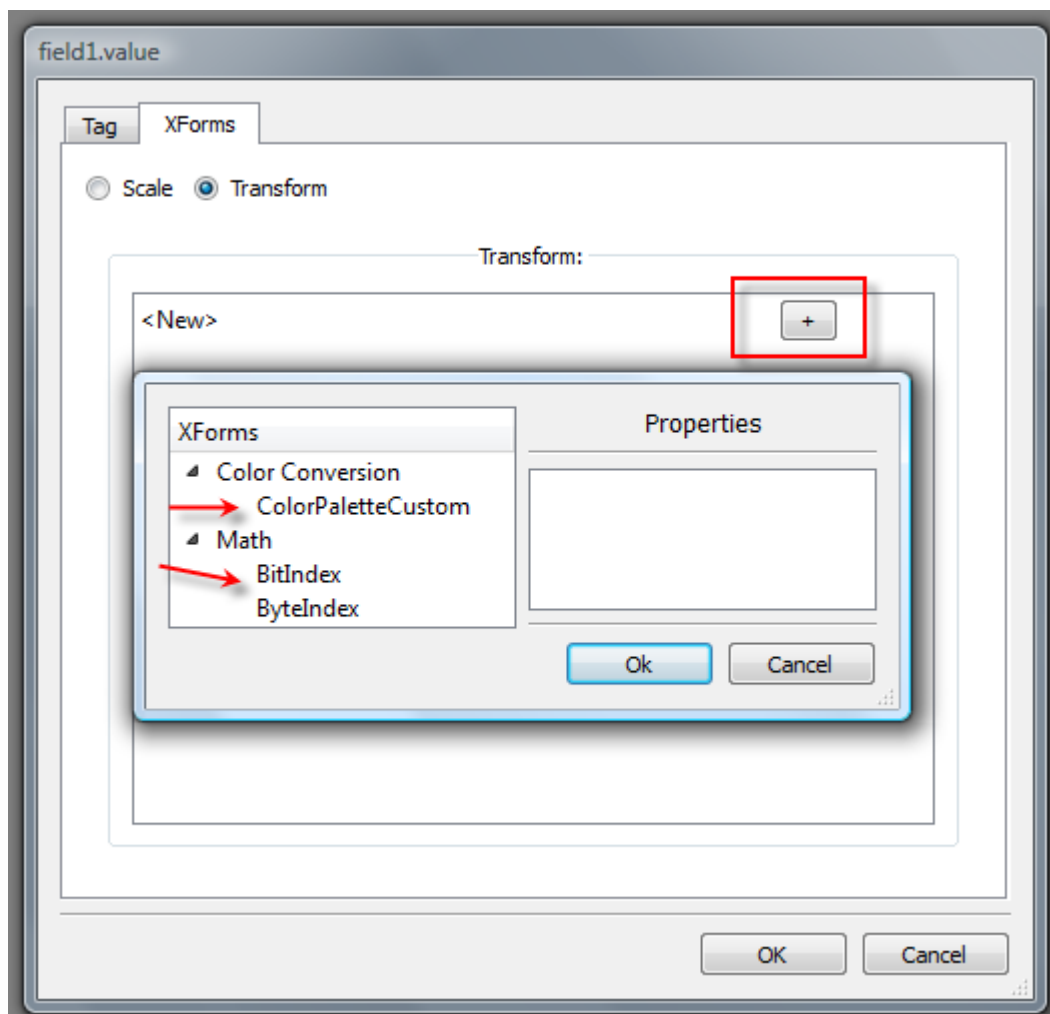 field1.value
Tag XForms
Scale Transform
Transform:
<New> +
XForms
Properties
Color Conversion
ColorPaletteCustom
Math
BitIndex
ByteIndex
Ok Cancel
OK Cancel